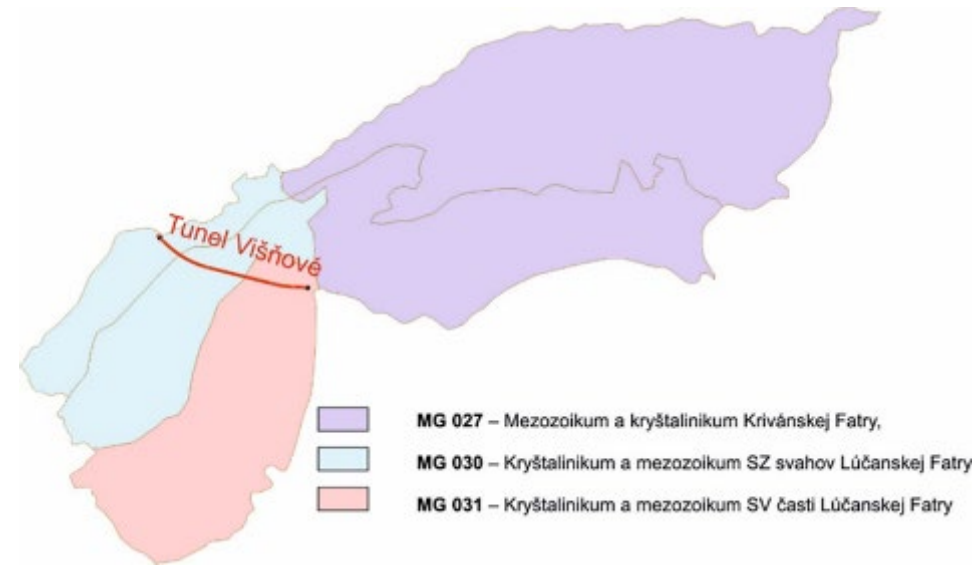 Tunel Višňové
MG 027 – Mezozoikum a kryštalinikum Krivánskej Fatry,
MG 030 – Kryštalinikum a mezozoikum SZ svahov Lúčanskej Fatry
MG 031 – Kryštalinikum a mezozoikum SV časti Lúčanskej Fatry